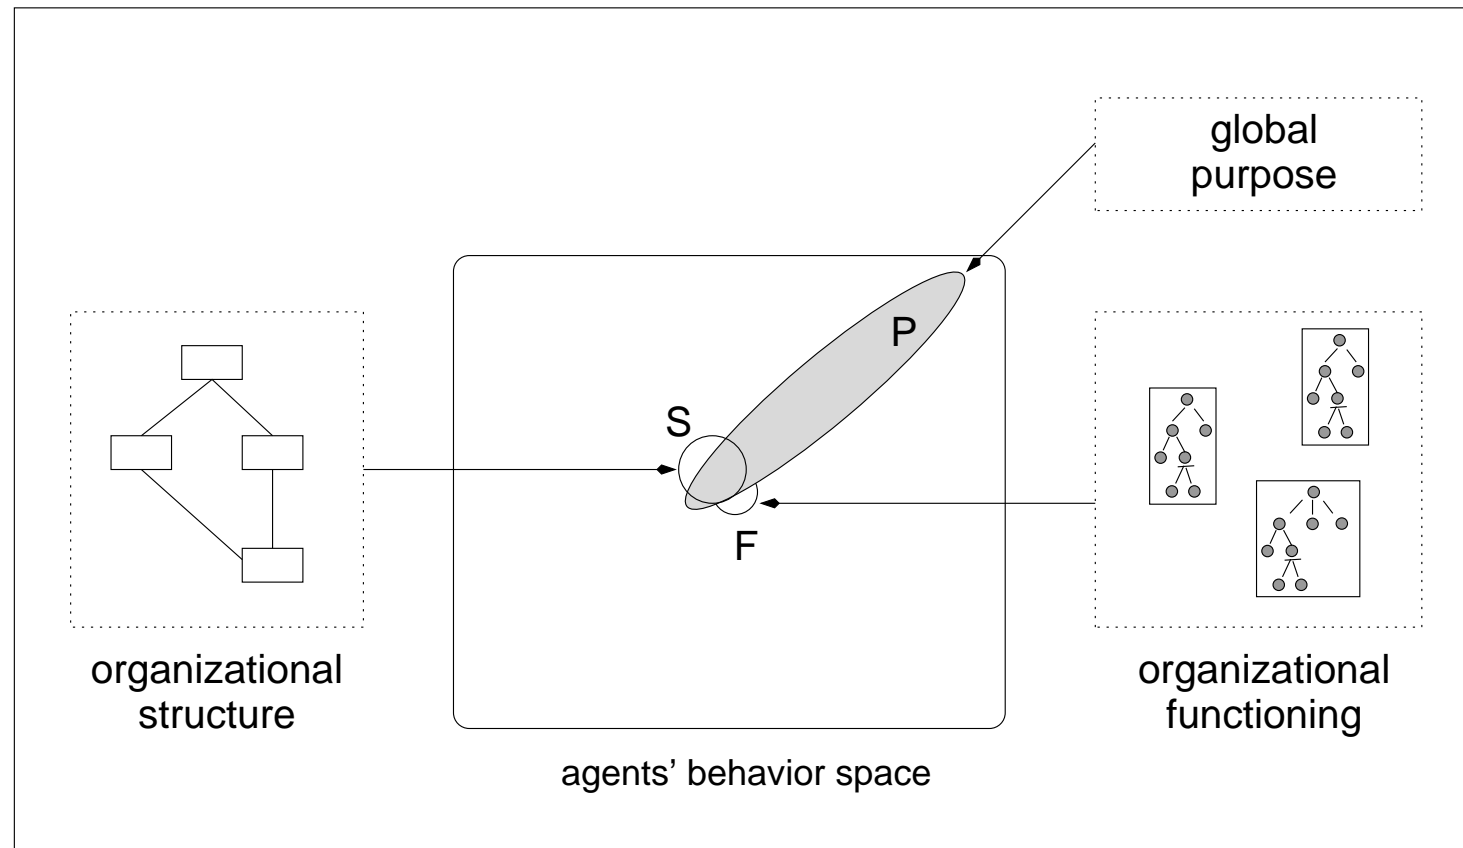 global
purpose
P
S
F
organizational
structure
organizational
functioning
agents’ behavior space